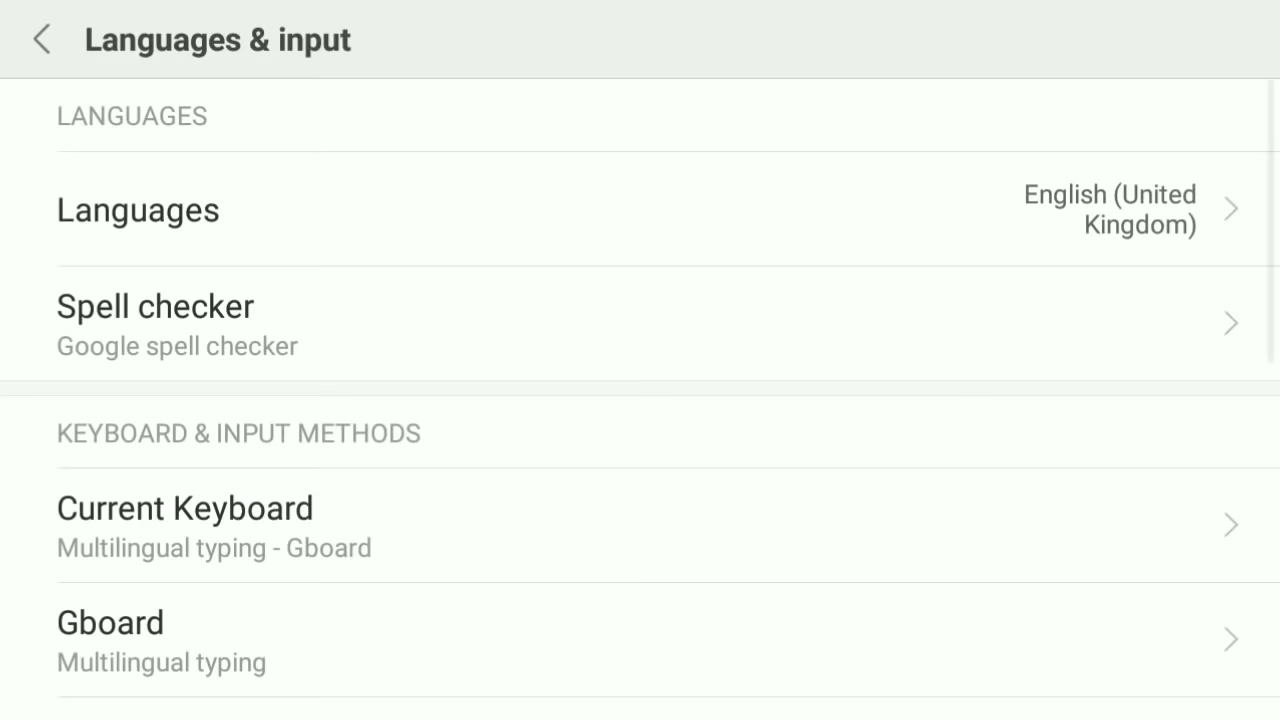 Languages & input
LANGUAGES
Languages
English (United
Kingdom)
Spell checker
Google spell checker
KEYBOARD & INPUT METHODS
Current Keyboard
Multilingual typing - Gboard
Gboard
Multilingual typing